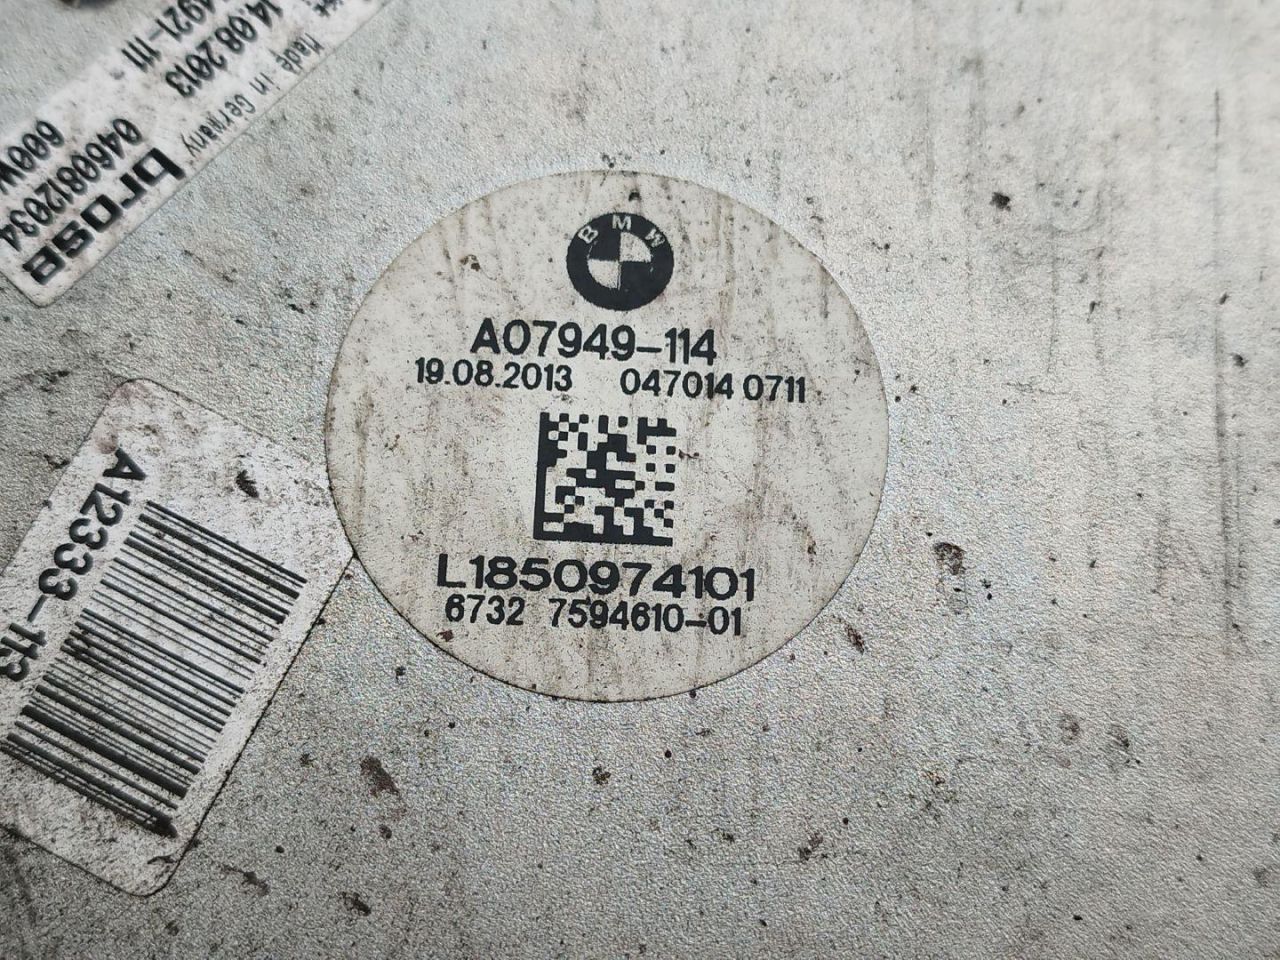 4921-111
14.08.2013
Made in Germany
600W
0460812034
brose
BMW
A07949-114
19.08.2013 047014 0711
L1850974101
6732 7594610-01
A12333-113